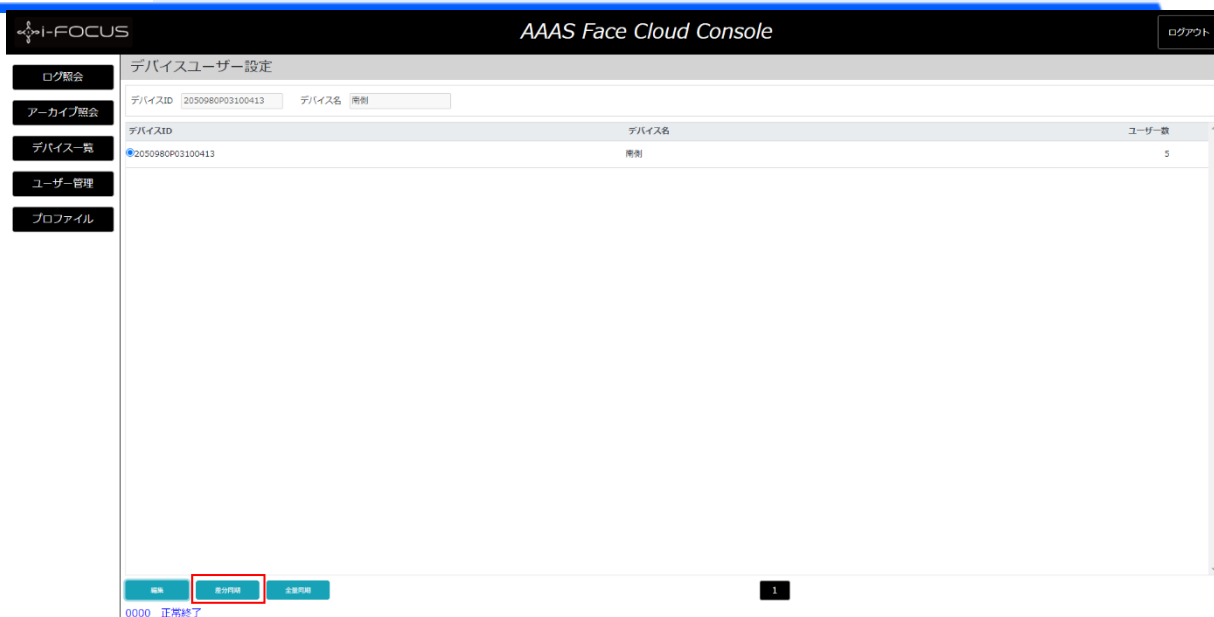 i-FOCUS
AAAS Face Cloud Console
ログアウト
ログ照会
アーカイブ照会
デバイス一覧
ユーザー管理
プロファイル
デバイスユーザー設定
デバイスID 2050980P03100413 デバイス名 南側
デバイスID デバイス名 ユーザー数
2050980P03100413 南側 5
編集 差分同期 全量同期 1
0000 正常終了